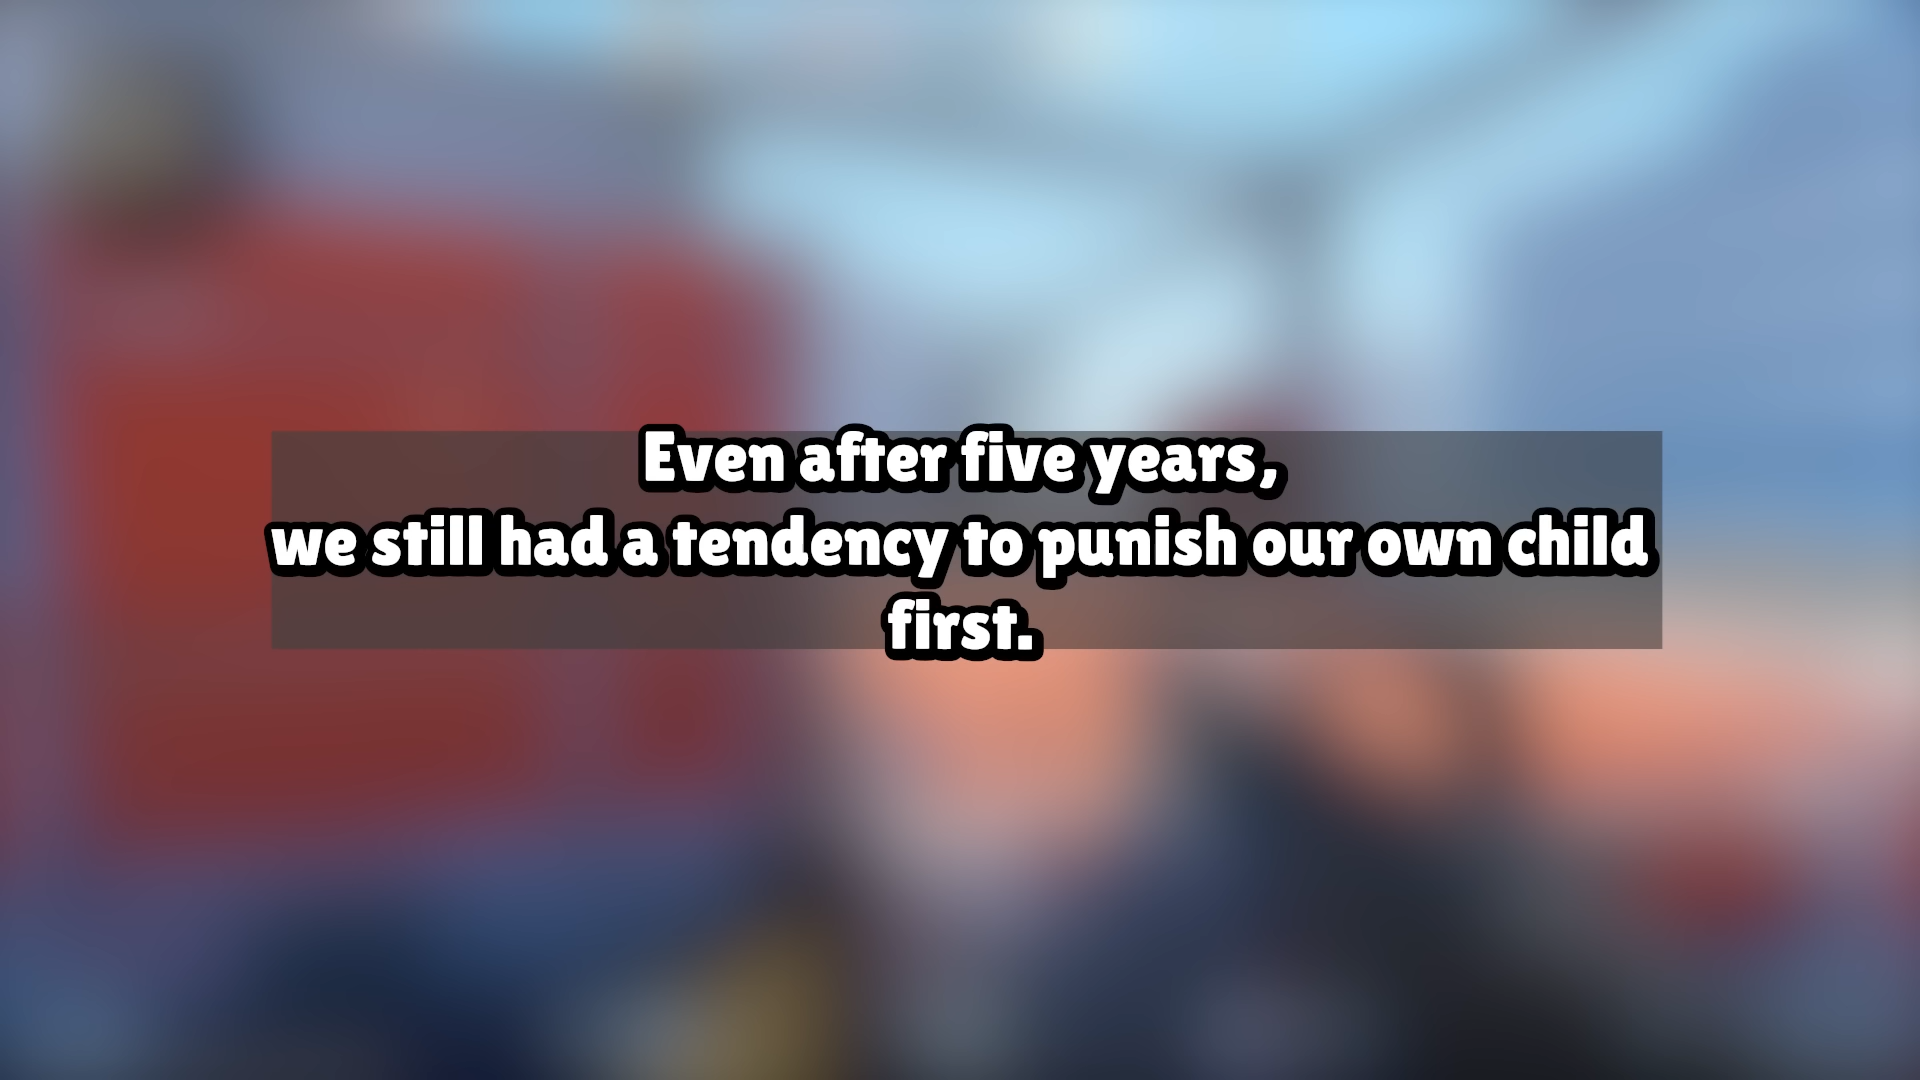 Even after five years,
we still had a tendency to punish our own child
first.